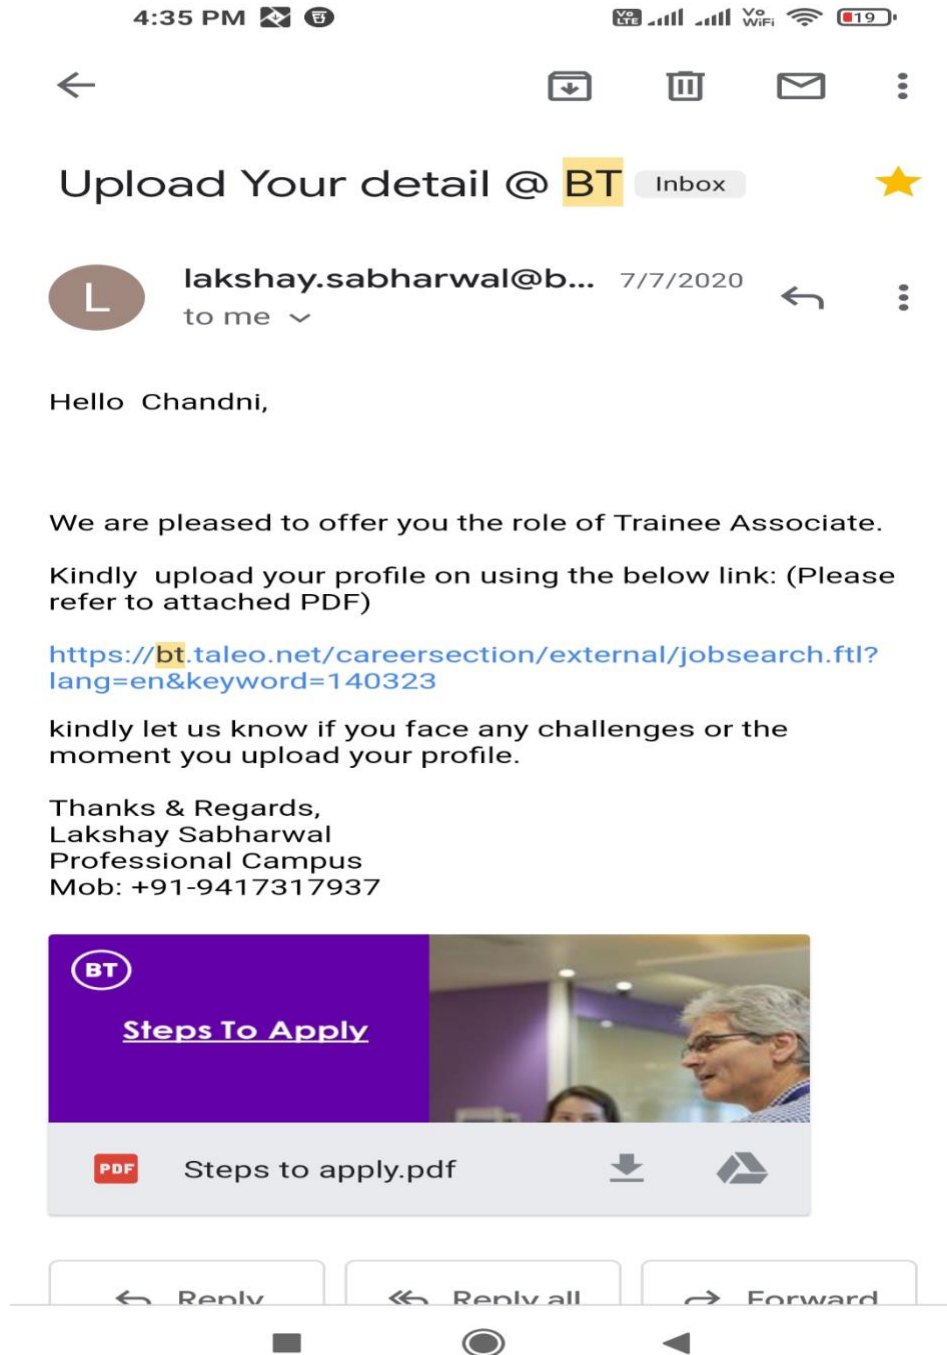 4:35 PM
Vo LTE Vo WiFi 19
Upload Your detail @ BT Inbox
L
lakshay.sabharwal@b... 7/7/2020
to me
Hello  Chandni,
We are pleased to offer you the role of Trainee Associate.
Kindly  upload your profile on using the below link: (Please
refer to attached PDF)
https://bt.taleo.net/careersection/external/jobsearch.ftl?
lang=en&keyword=140323
kindly let us know if you face any challenges or the
moment you upload your profile.
Thanks & Regards,
Lakshay Sabharwal
Professional Campus
Mob: +91-9417317937
BT
Steps To Apply
PDF Steps to apply.pdf
Reply Reply all Forward